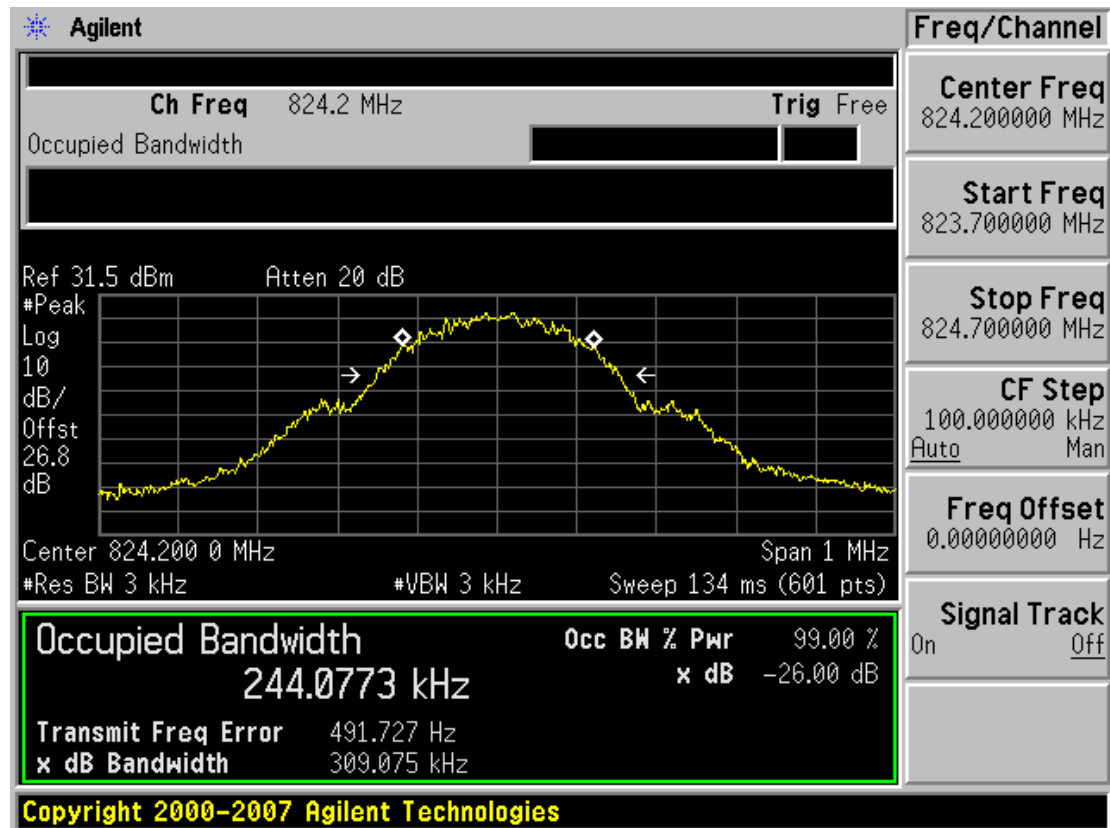 Agilent
Freq/Channel
Ch Freq 824.2 MHz Trig Free
Occupied Bandwidth
Center Freq
824.200000 MHz
Start Freq
823.700000 MHz
Stop Freq
824.700000 MHz
CF Step
100.000000 kHz
Auto Man
Freq Offset
0.00000000 Hz
Signal Track
On Off
Ref 31.5 dBm Atten 20 dB
#Peak
Log
10
dB/
Offst
26.8
dB
Center 824.200 0 MHz Span 1 MHz
#Res BW 3 kHz #VBW 3 kHz Sweep 134 ms (601 pts)
Occupied Bandwidth
244.0773 kHz
Occ BW % Pwr 99.00 %
x dB -26.00 dB
Transmit Freq Error 491.727 Hz
x dB Bandwidth 309.075 kHz
Copyright 2000-2007 Agilent Technologies